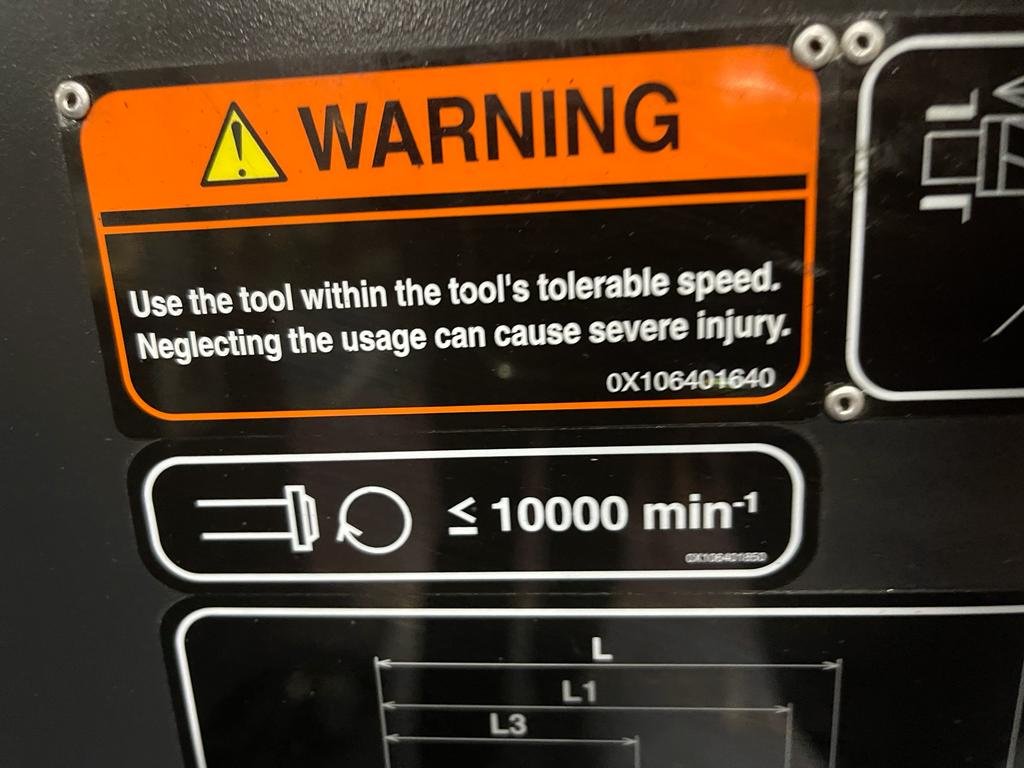 WARNING
Use the tool within the tool's tolerable speed.
Neglecting the usage can cause severe injury.
0X106401640
≤ 10000 min-1
0X106401850
L
L1
L3